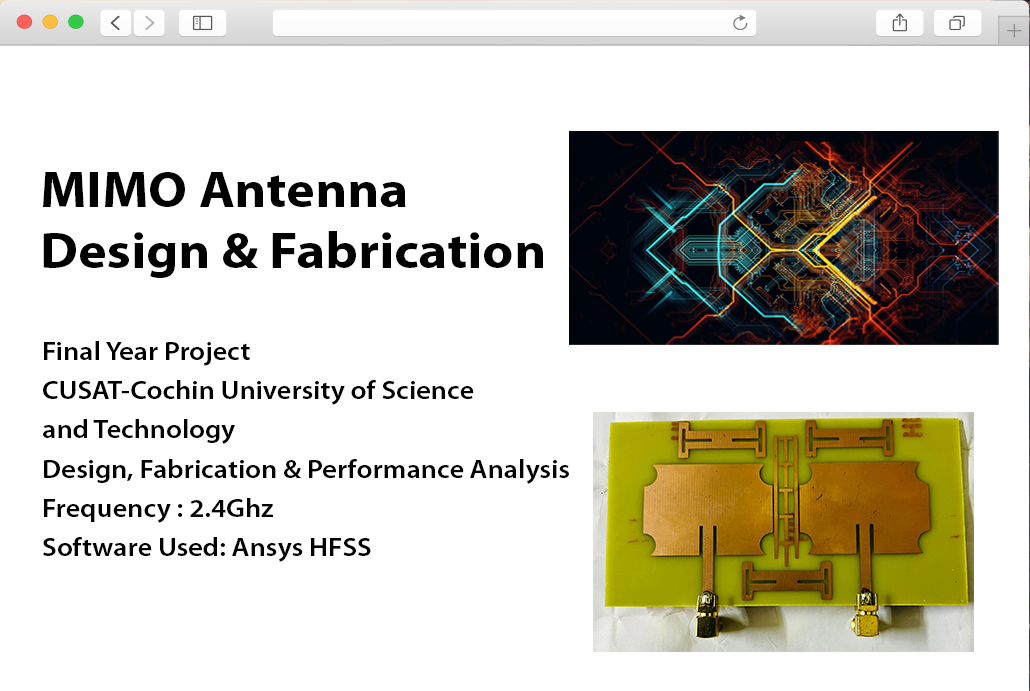 MIMO Antenna
Design & Fabrication
Final Year Project
CUSAT-Cochin University of Science
and Technology
Design, Fabrication & Performance Analysis
Frequency : 2.4Ghz
Software Used: Ansys HFSS